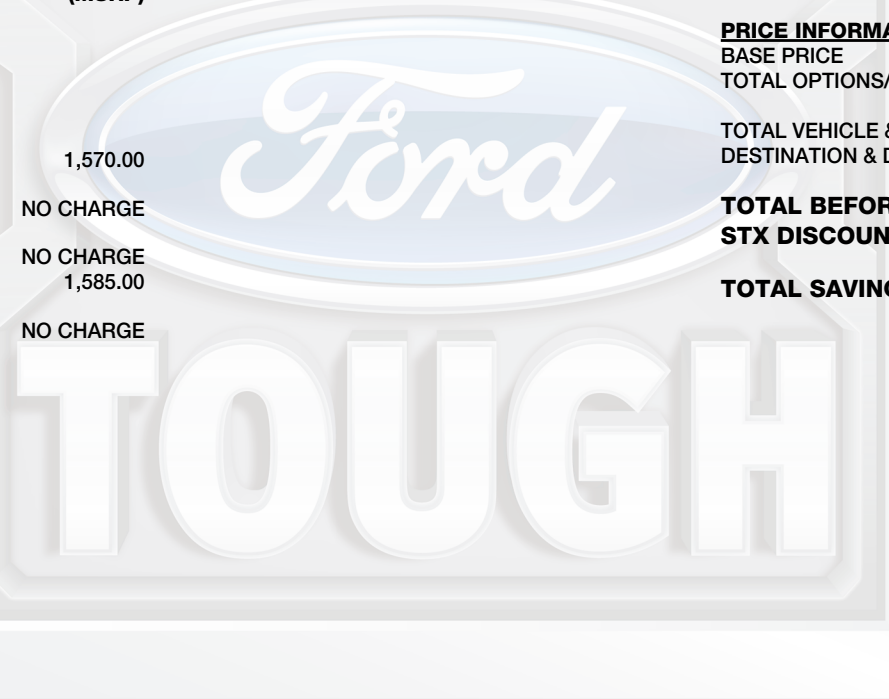 PRICE INFORMA
BASE PRICE
TOTAL OPTIONS/
TOTAL VEHICLE &
DESTINATION & D
TOTAL BEFOR
STX DISCOUN
TOTAL SAVING
1,570.00
NO CHARGE
NO CHARGE
1,585.00
NO CHARGE
Ford
TOUGH